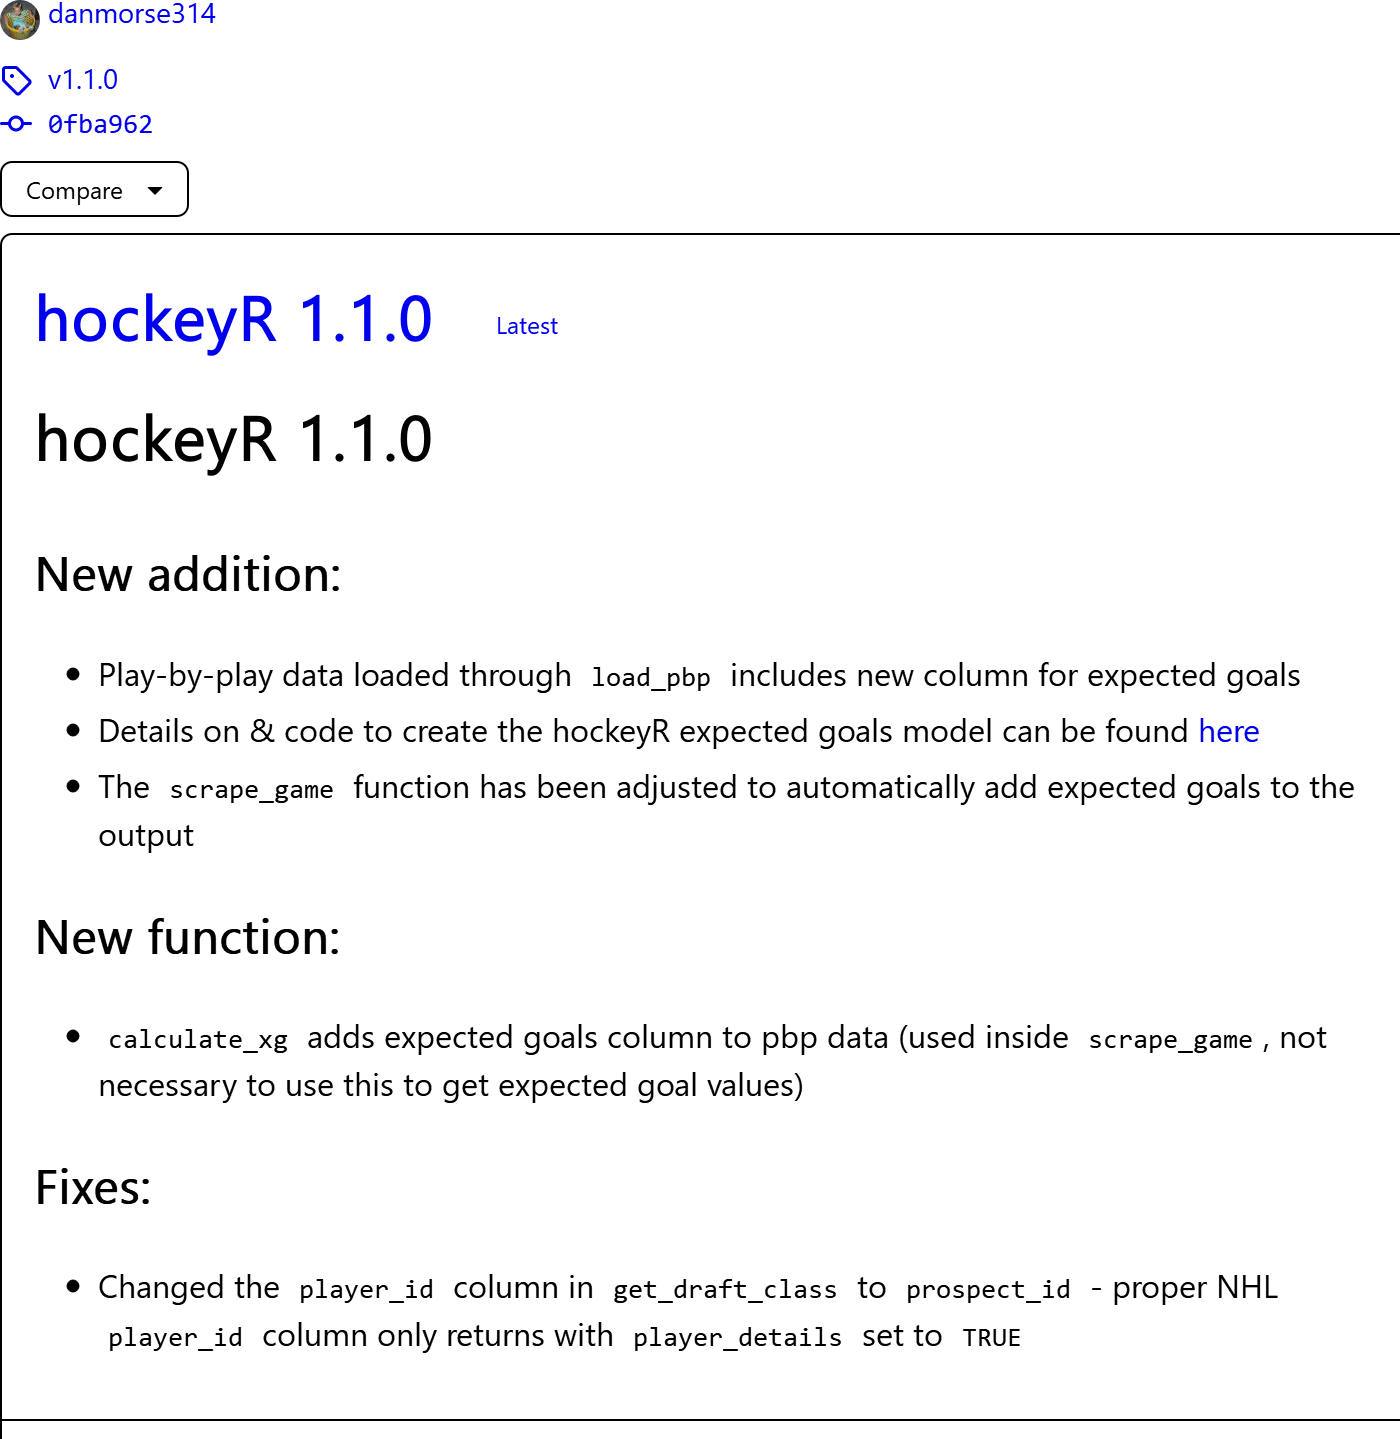 danmorse314
v1.1.0
0fba962
Compare
hockeyR 1.1.0 Latest
hockeyR 1.1.0
New addition:
Play-by-play data loaded through load_pbp includes new column for expected goals
Details on & code to create the hockeyR expected goals model can be found here
The scrape_game function has been adjusted to automatically add expected goals to the
output
New function:
calculate_xg adds expected goals column to pbp data (used inside scrape_game , not
necessary to use this to get expected goal values)
Fixes:
Changed the player_id column in get_draft_class to prospect_id - proper NHL
player_id column only returns with player_details set to TRUE